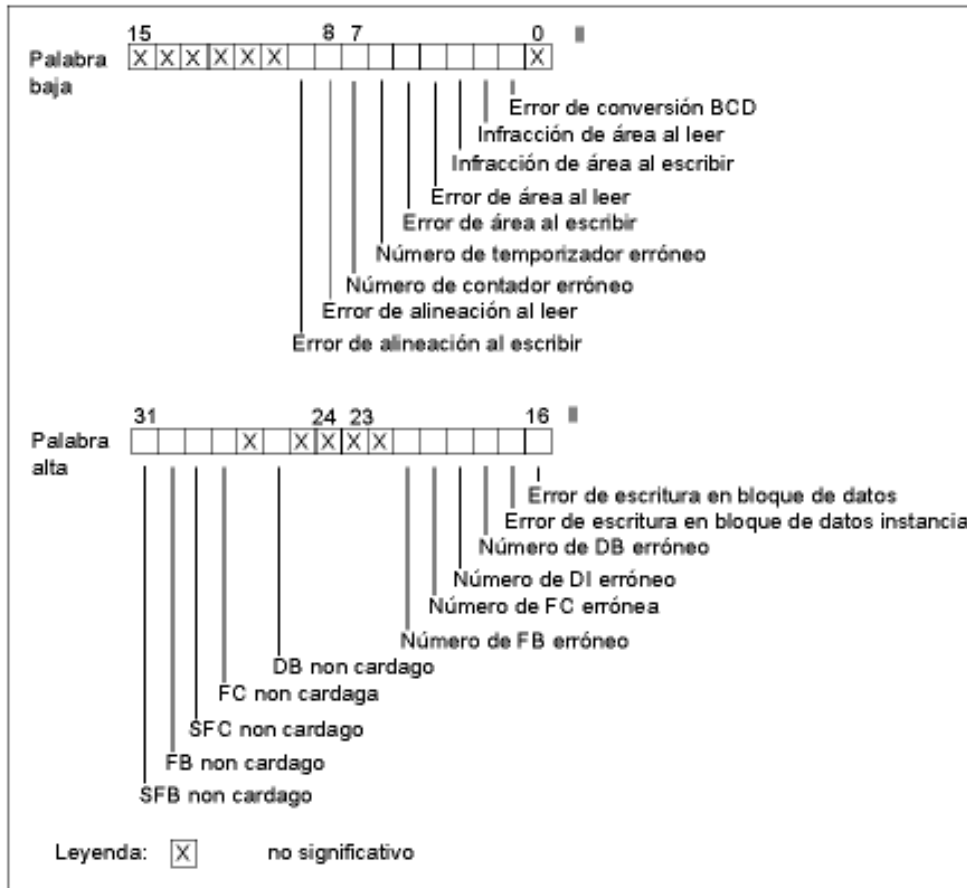 15 8 7 0
Palabra baja
X X X X X X X
Error de conversión BCD
Infracción de área al leer
Infracción de área al escribir
Error de área al leer
Error de área al escribir
Número de temporizador erróneo
Número de contador erróneo
Error de alineación al leer
Error de alineación al escribir
31 24 23 16
Palabra alta
X X X X X
Error de escritura en bloque de datos
Error de escritura en bloque de datos instancia
Número de DB erróneo
Número de DI erróneo
Número de FC errónea
Número de FB erróneo
DB non cardago
FC non cardaga
SFC non cardago
FB non cardago
SFB non cardago
Leyenda: X no significativo